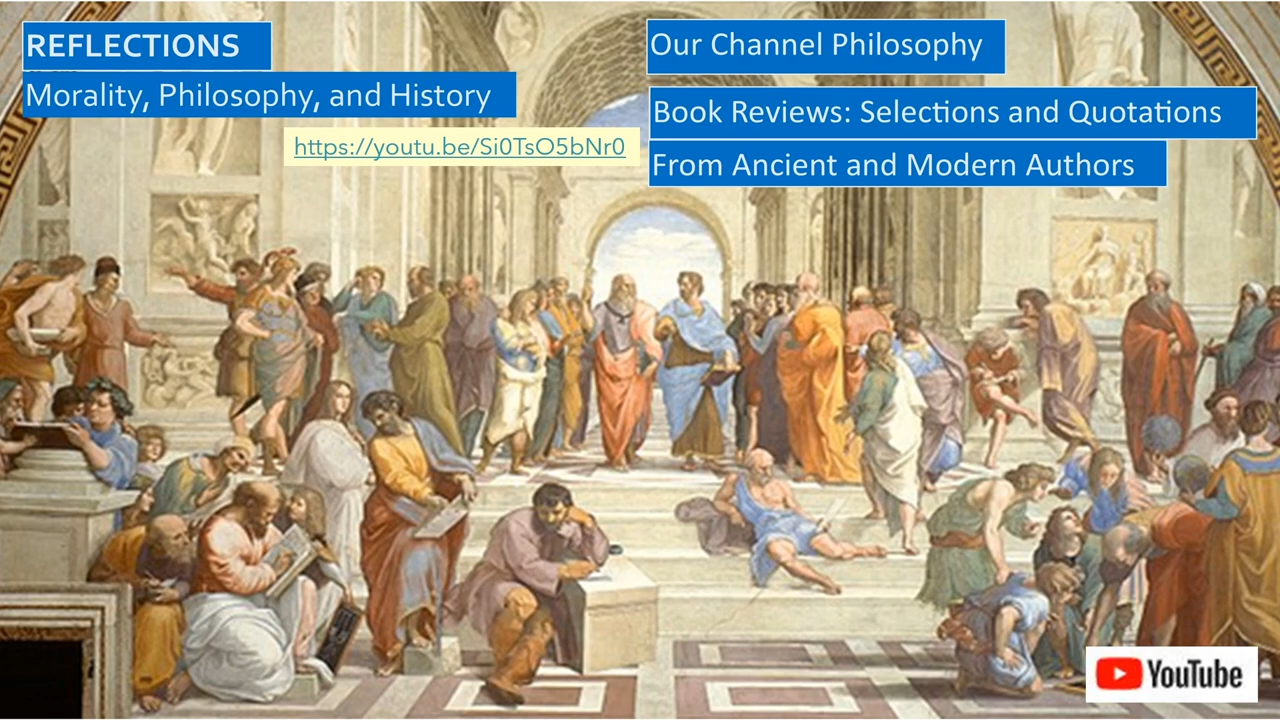 REFLECTIONS
Morality, Philosophy, and History
https://youtu.be/Si0TsO5bNr0
Our Channel Philosophy
Book Reviews: Selections and Quotations
From Ancient and Modern Authors
YouTube